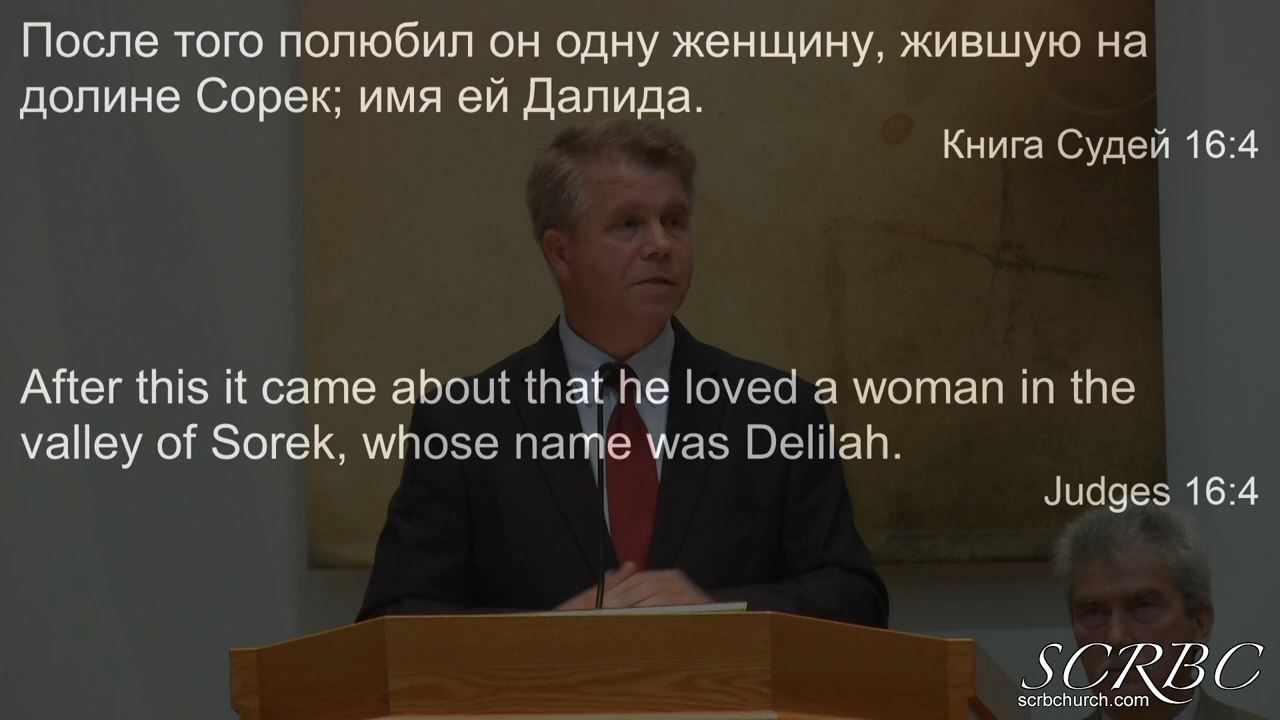 После того полюбил он одну женщину, жившую на
долине Сорек; имя ей Далида.
Книга Судей 16:4
After this it came about that he loved a woman in the
valley of Sorek, whose name was Delilah.
Judges 16:4
SCRBC
scrbchurch.com